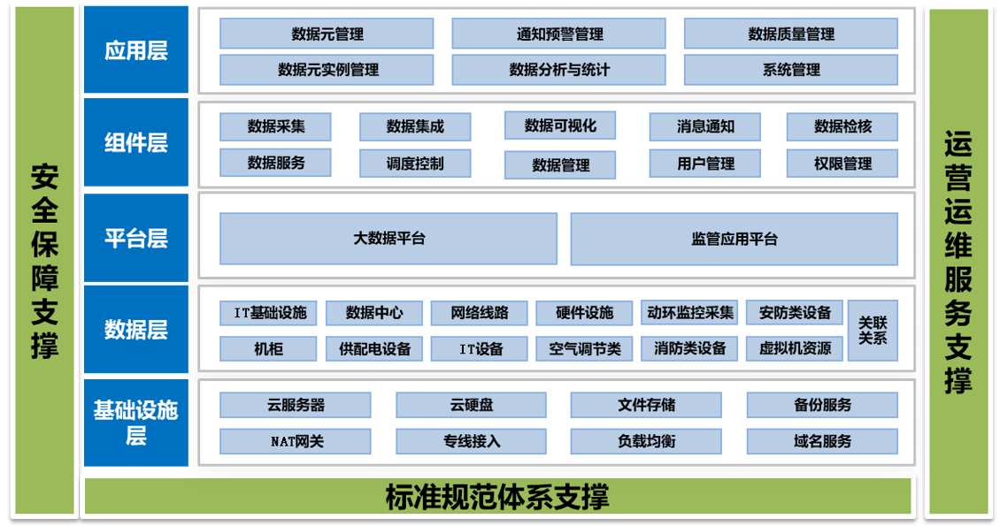 安全保障支撑
应用层
数据元管理
通知预警管理
数据质量管理
数据元实例管理
数据分析与统计
系统管理
组件层
数据采集
数据集成
数据可视化
消息通知
数据检核
数据服务
调度控制
数据管理
用户管理
权限管理
平台层
大数据平台
监管应用平台
数据层
IT基础设施
数据中心
网络线路
硬件设施
动环监控采集
安防类设备
关联
关系
机柜
供配电设备
IT设备
空气调节类
消防类设备
虚拟机资源
基础设施
层
云服务器
云硬盘
文件存储
备份服务
NAT网关
专线接入
负载均衡
域名服务
标准规范体系支撑
运营运维服务支撑